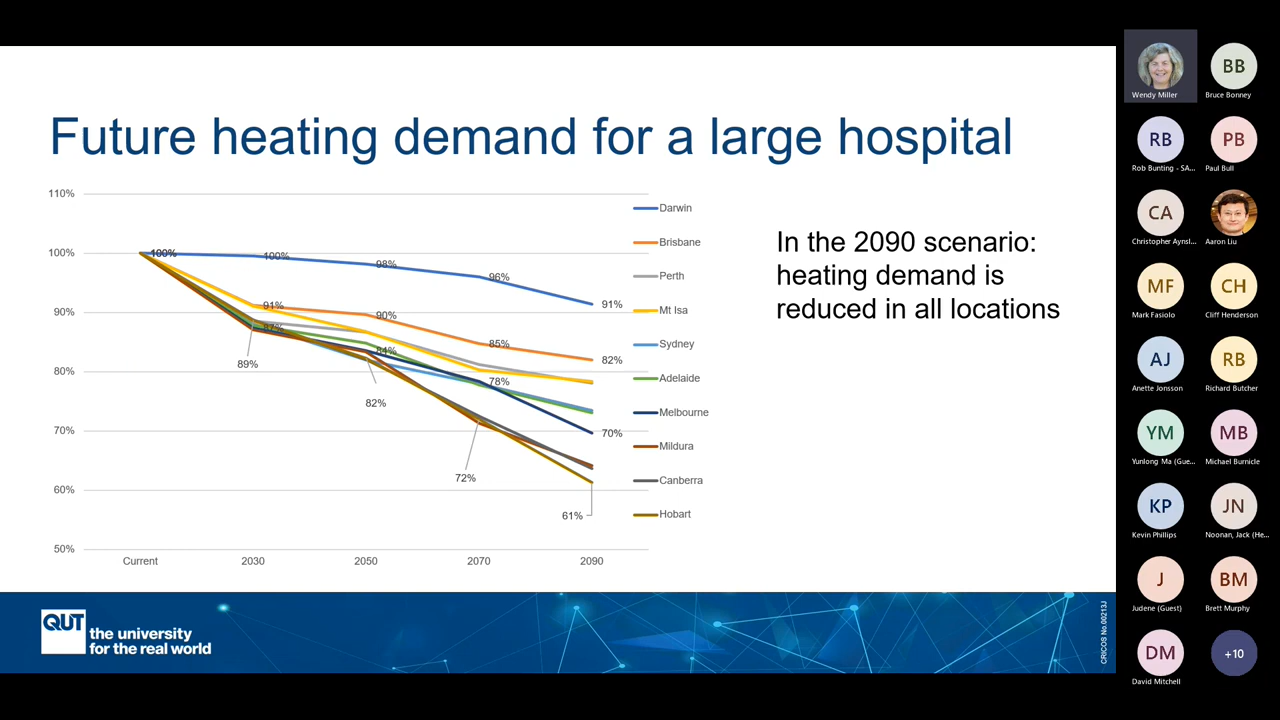 Future heating demand for a large hospital
110%
100%
90%
80%
70%
60%
50%
Current
2030
2050
2070
2090
100%
100%
98%
96%
91%
91%
90%
85%
82%
87%
84%
78%
70%
89%
82%
72%
61%
Darwin
Brisbane
Perth
Mt Isa
Sydney
Adelaide
Melbourne
Mildura
Canberra
Hobart
In the 2090 scenario:
heating demand is
reduced in all locations
QUT
the university
for the real world
CRICOS No.00213J
Wendy Miller
BB
Bruce Bonney
RB
Rob Bunting - SA...
PB
Paul Bull
CA
Christopher Aynsl...
Aaron Liu
MF
Mark Fasiolo
CH
Cliff Henderson
AJ
Anette Jonsson
RB
Richard Butcher
YM
Yunlong Ma (Gue...
MB
Michael Burnicle
KP
Kevin Phillips
JN
Noonan, Jack (He...
J
Judene (Guest)
BM
Brett Murphy
DM
David Mitchell
+10